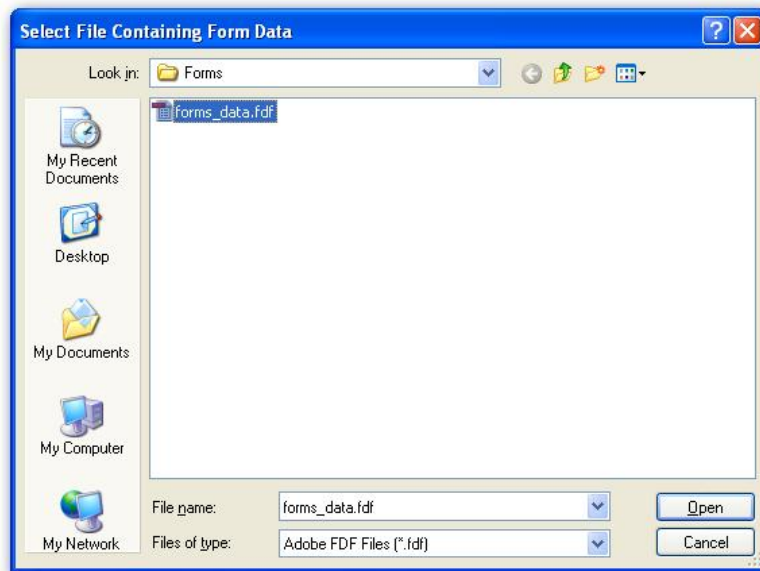 Select File Containing Form Data
Look in: Forms
forms_data.fdf
My Recent
Documents
Desktop
My Documents
My Computer
My Network
File name: forms_data.fdf Open
Files of type: Adobe FDF Files (*.fdf) Cancel